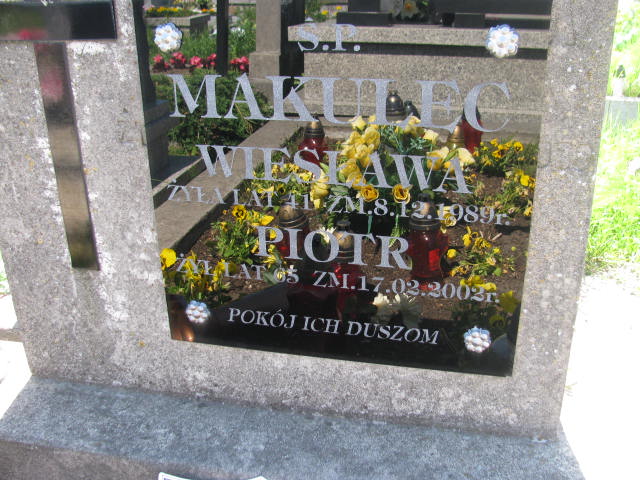 Ś.P.
MAKULEC
WIESŁAWA
ŻYŁA LAT 41 ZM.8.12.1989r.
PIOTR
ŻYŁ LAT 65 ZM.17.02.2002r.
POKÓJ ICH DUSZOM